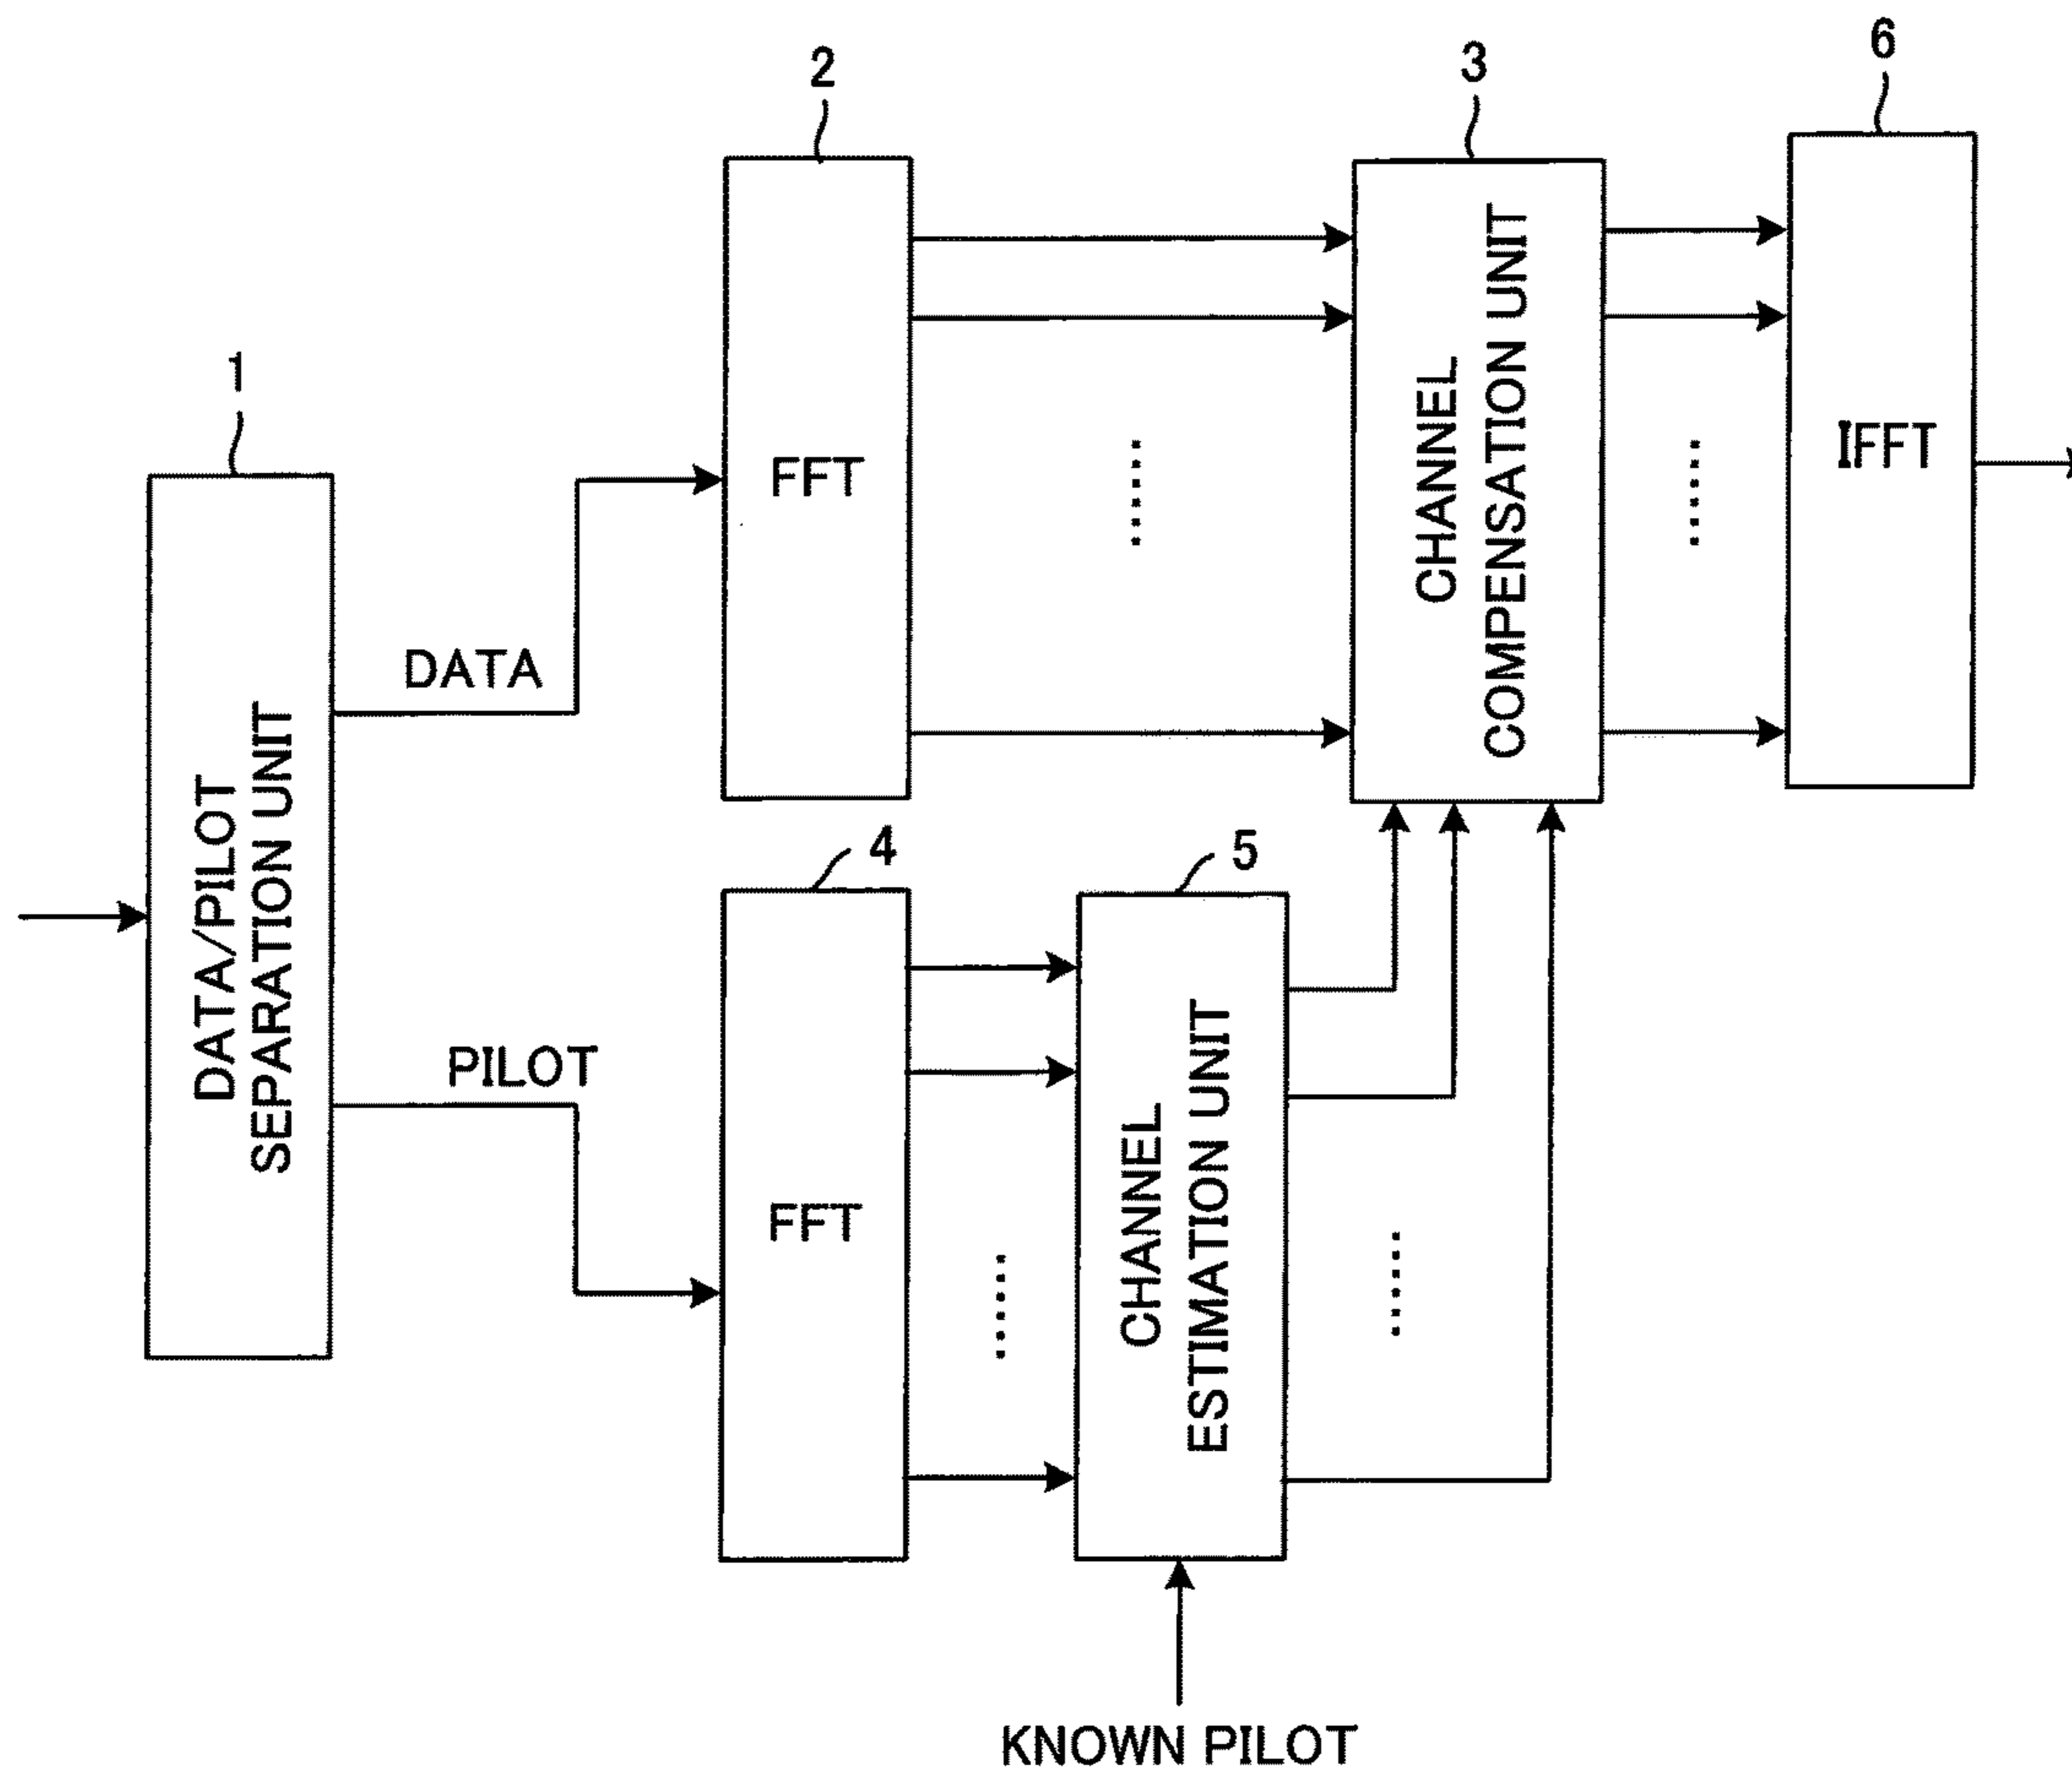 1
DATA/PILOT
SEPARATION UNIT
DATA
PILOT
2
FFT
3
CHANNEL
COMPENSATION UNIT
6
IFFT
4
FFT
5
CHANNEL
ESTIMATION UNIT
KNOWN PILOT